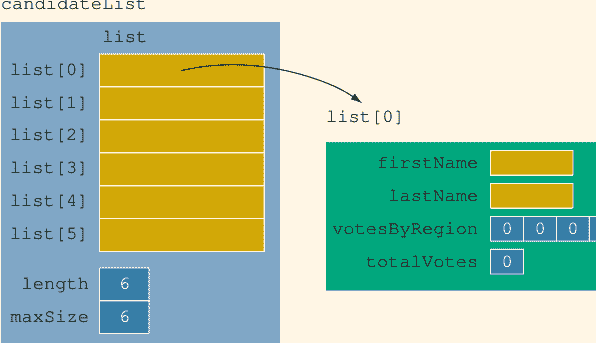 candidateList
list
list[0]
list[1]
list[2]
list[3]
list[4]
list[5]
length 6
maxSize 6
list[0]
firstName
lastName
votesByRegion 0 0 0
totalVotes 0